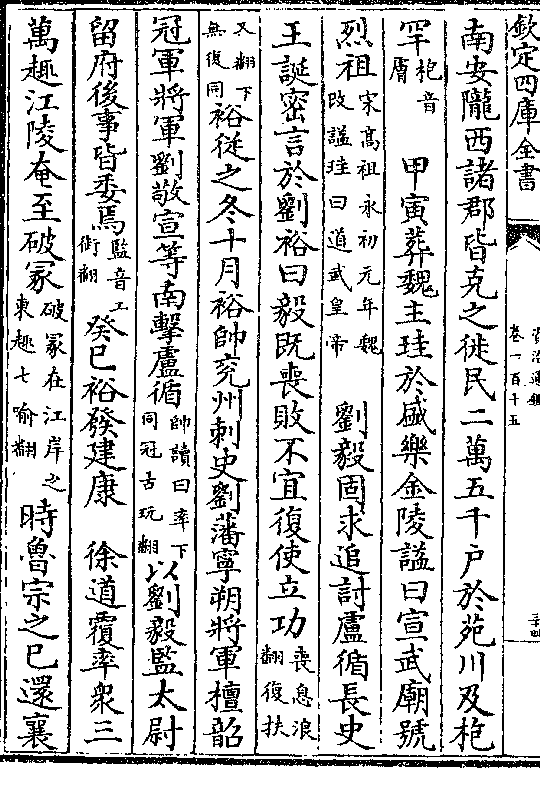 欽定四庫全書
資治通鑑
卷一百十五
南安隴西諸郡皆克之徙民二萬五千户於苑川及枹
罕枹音膚甲寅葬魏主珪於盛樂金陵諡曰宣武廟號
烈祖宋髙祖永初元年魏改諡珪曰道武皇帝劉毅固求追討盧循長史
王誕密言於劉裕曰毅既喪敗不宜復使立功喪息浪翻復扶
又翻下無復同裕從之冬十月裕帥兖州刺史劉藩寧朔將軍檀韶
冠軍將軍劉敬宣等南擊盧循帥讀曰率下同冠古玩翻以劉毅監太尉
留府後事皆委焉監音工銜翻癸巳裕發建康徐道覆率衆三
萬趣江陵奄至破冢破冢在江岸之東趣七喻翻時魯宗之已還襄